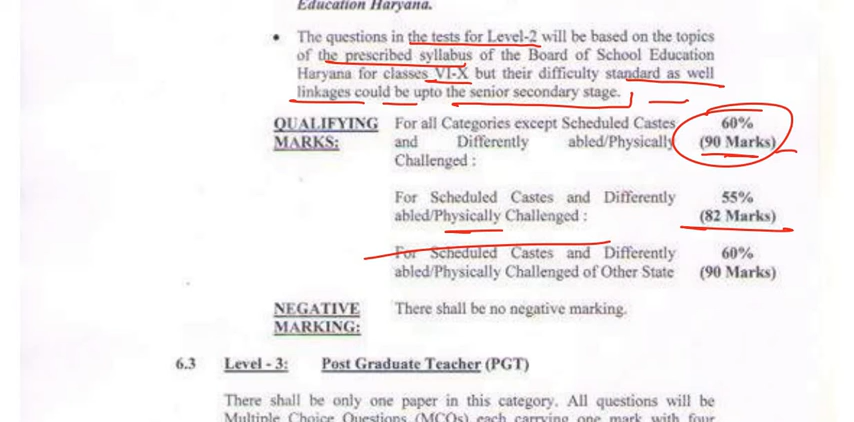 Education Haryana.
• The questions in the tests for Level-2 will be based on the topics
of the prescribed syllabus of the Board of School Education
Haryana for classes VI-X but their difficulty standard as well
linkages could be upto the senior secondary stage.
QUALIFYING For all Categories except Scheduled Castes 60%
MARKS: and Differently abled/Physically (90 Marks)
Challenged :
For Scheduled Castes and Differently 55%
abled/Physically Challenged : (82 Marks)
For Scheduled Castes and Differently 60%
abled/Physically Challenged of Other State (90 Marks)
NEGATIVE There shall be no negative marking.
MARKING:
6.3 Level - 3: Post Graduate Teacher (PGT)
There shall be only one paper in this category. All questions will be
Multiple Choice Questions (MCQs) each carrying one mark with four